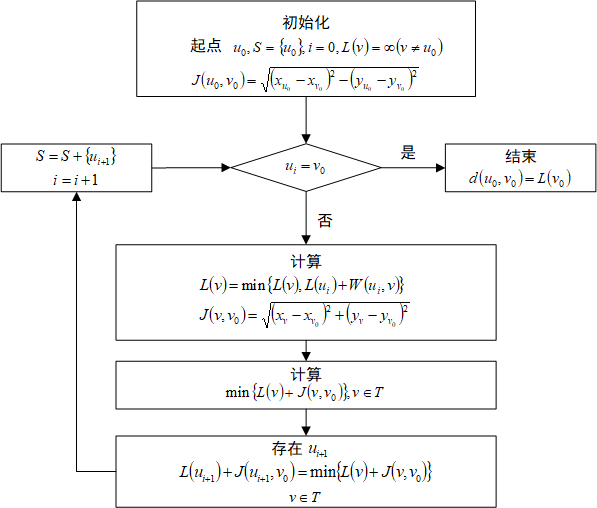 初始化
起点 u₀, S = {u₀}, i = 0, L(v) = ∞(v ≠ u₀)
J(u₀, v₀) = √((x_{u₀} − x_{v₀})² − (y_{u₀} − y_{v₀})²)
S = S + {u_{i+1}}
i = i + 1
u_i = v₀
是
结束
d(u₀, v₀) = L(v₀)
否
计算
L(v) = min{L(v), L(u_i) + W(u_i, v)}
J(v, v₀) = √((x_v − x_{v₀})² + (y_v − y_{v₀})²)
计算
min{L(v) + J(v, v₀)}, v ∈ T
存在 u_{i+1}
L(u_{i+1}) + J(u_{i+1}, v₀) = min{L(v) + J(v, v₀)}
v ∈ T